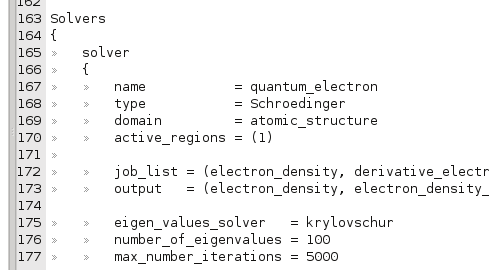 162
163 Solvers
164 {
165 » solver
166 » {
167 » » name = quantum_electron
168 » » type = Schroedinger
169 » » domain = atomic_structure
170 » » active_regions = (1)
171 »
172 » » job_list = (electron_density, derivative_electr
173 » » output = (electron_density, electron_density_
174
175 » » eigen_values_solver = krylovschur
176 » » number_of_eigenvalues = 100
177 » » max_number_iterations = 5000